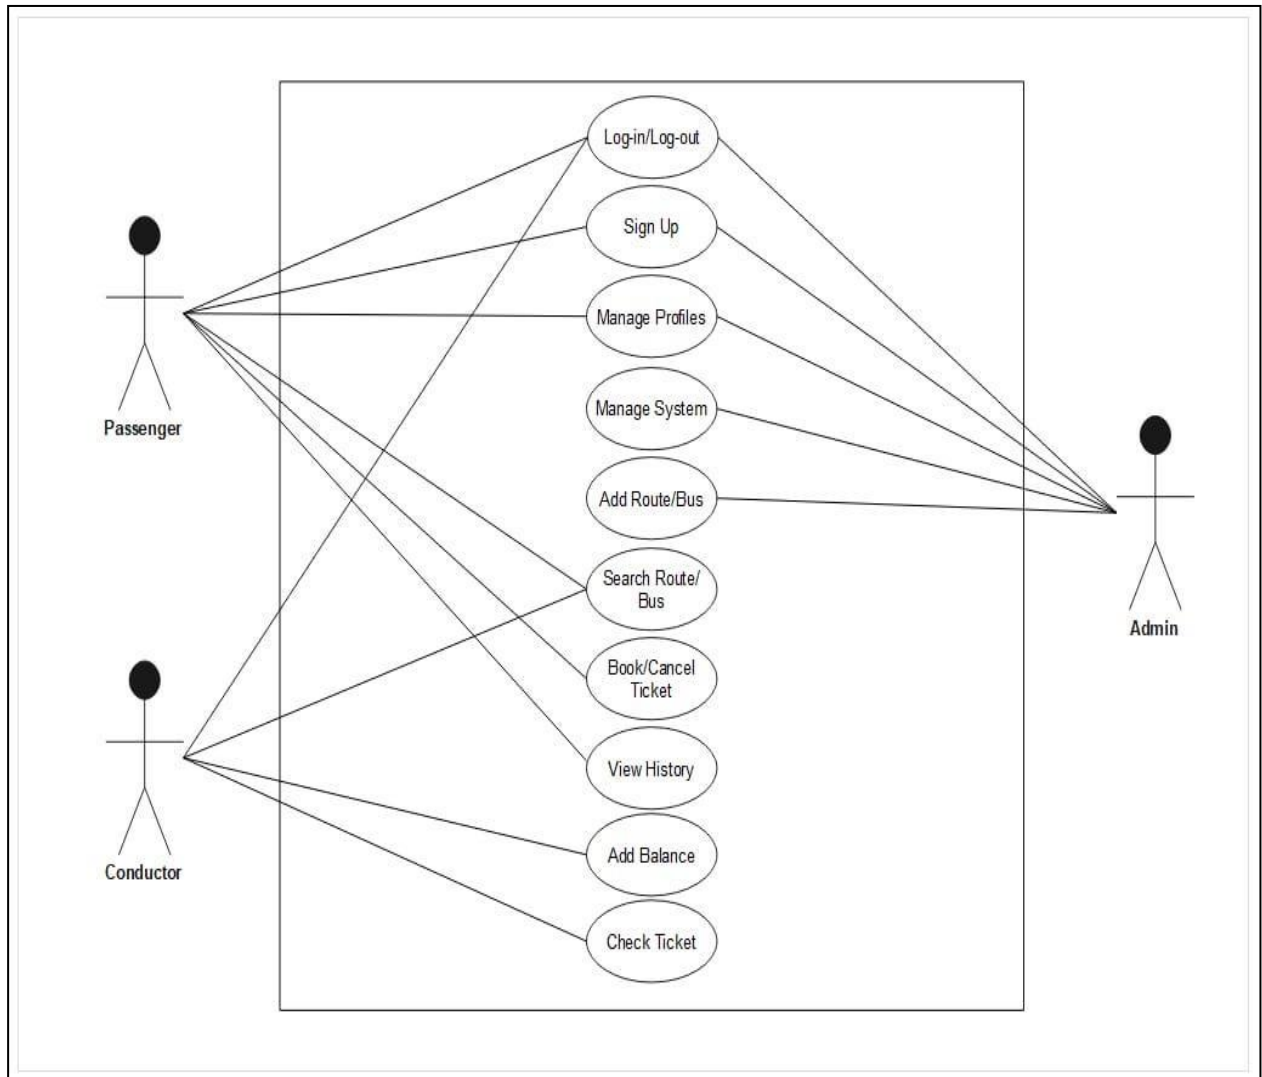 Log-in/Log-out
Sign Up
Manage Profiles
Passenger
Manage System
Add Route/Bus
Search Route/
Bus
Admin
Book/Cancel
Ticket
View History
Conductor
Add Balance
Check Ticket